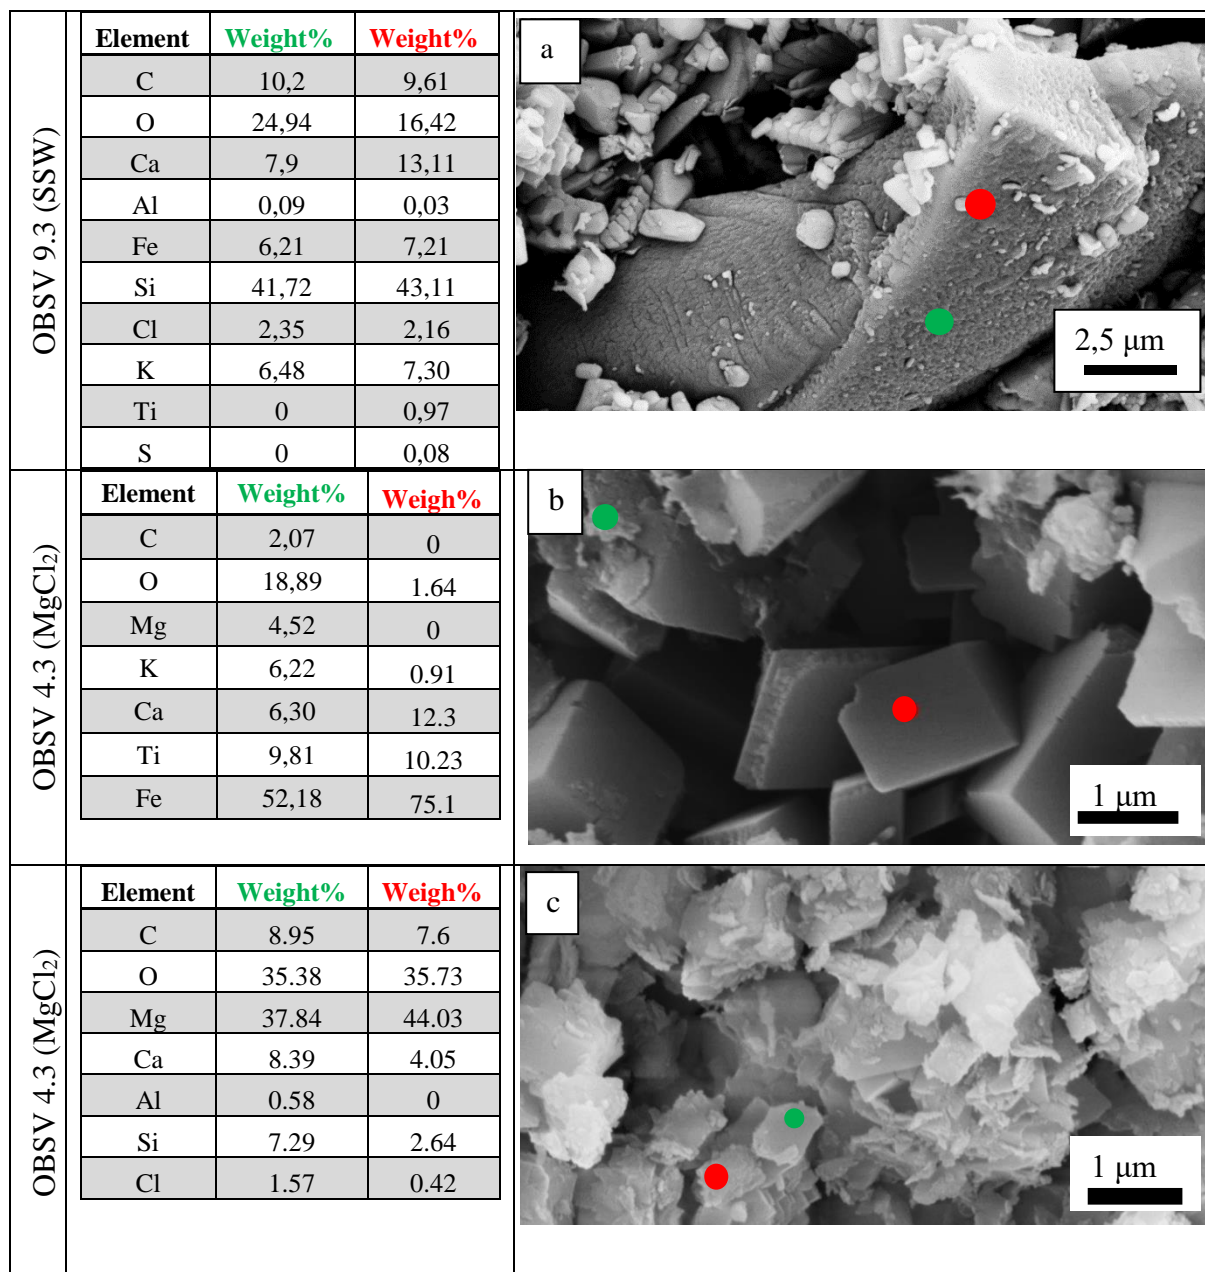 OBSV 9.3 (SSW)
Element Weight% Weight%
C 10,2 9,61
O 24,94 16,42
Ca 7,9 13,11
Al 0,09 0,03
Fe 6,21 7,21
Si 41,72 43,11
Cl 2,35 2,16
K 6,48 7,30
Ti 0 0,97
S 0 0,08
a
2,5 μm
OBSV 4.3 (MgCl₂)
Element Weight% Weigh%
C 2,07 0
O 18,89 1.64
Mg 4,52 0
K 6,22 0.91
Ca 6,30 12.3
Ti 9,81 10.23
Fe 52,18 75.1
b
1 μm
OBSV 4.3 (MgCl₂)
Element Weight% Weigh%
C 8.95 7.6
O 35.38 35.73
Mg 37.84 44.03
Ca 8.39 4.05
Al 0.58 0
Si 7.29 2.64
Cl 1.57 0.42
c
1 μm